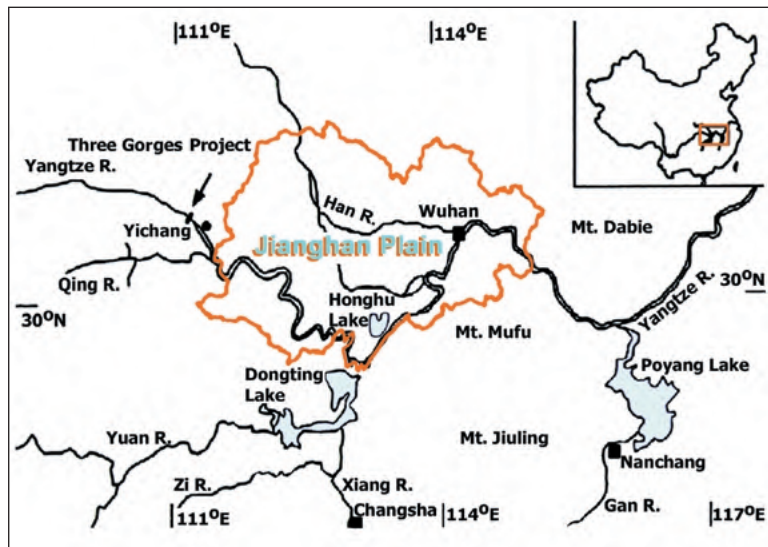 111°E
114°E
Three Gorges Project
Yangtze R.
Han R.
Wuhan
Mt. Dabie
Yichang
Jianghan Plain
Qing R.
30°N
Honghu
Lake
Yangtze R.
30°N
Mt. Mufu
Dongting
Lake
Poyang Lake
Yuan R.
Mt. Jiuling
Nanchang
Zi R.
Xiang R.
Gan R.
Changsha
111°E
114°E
117°E